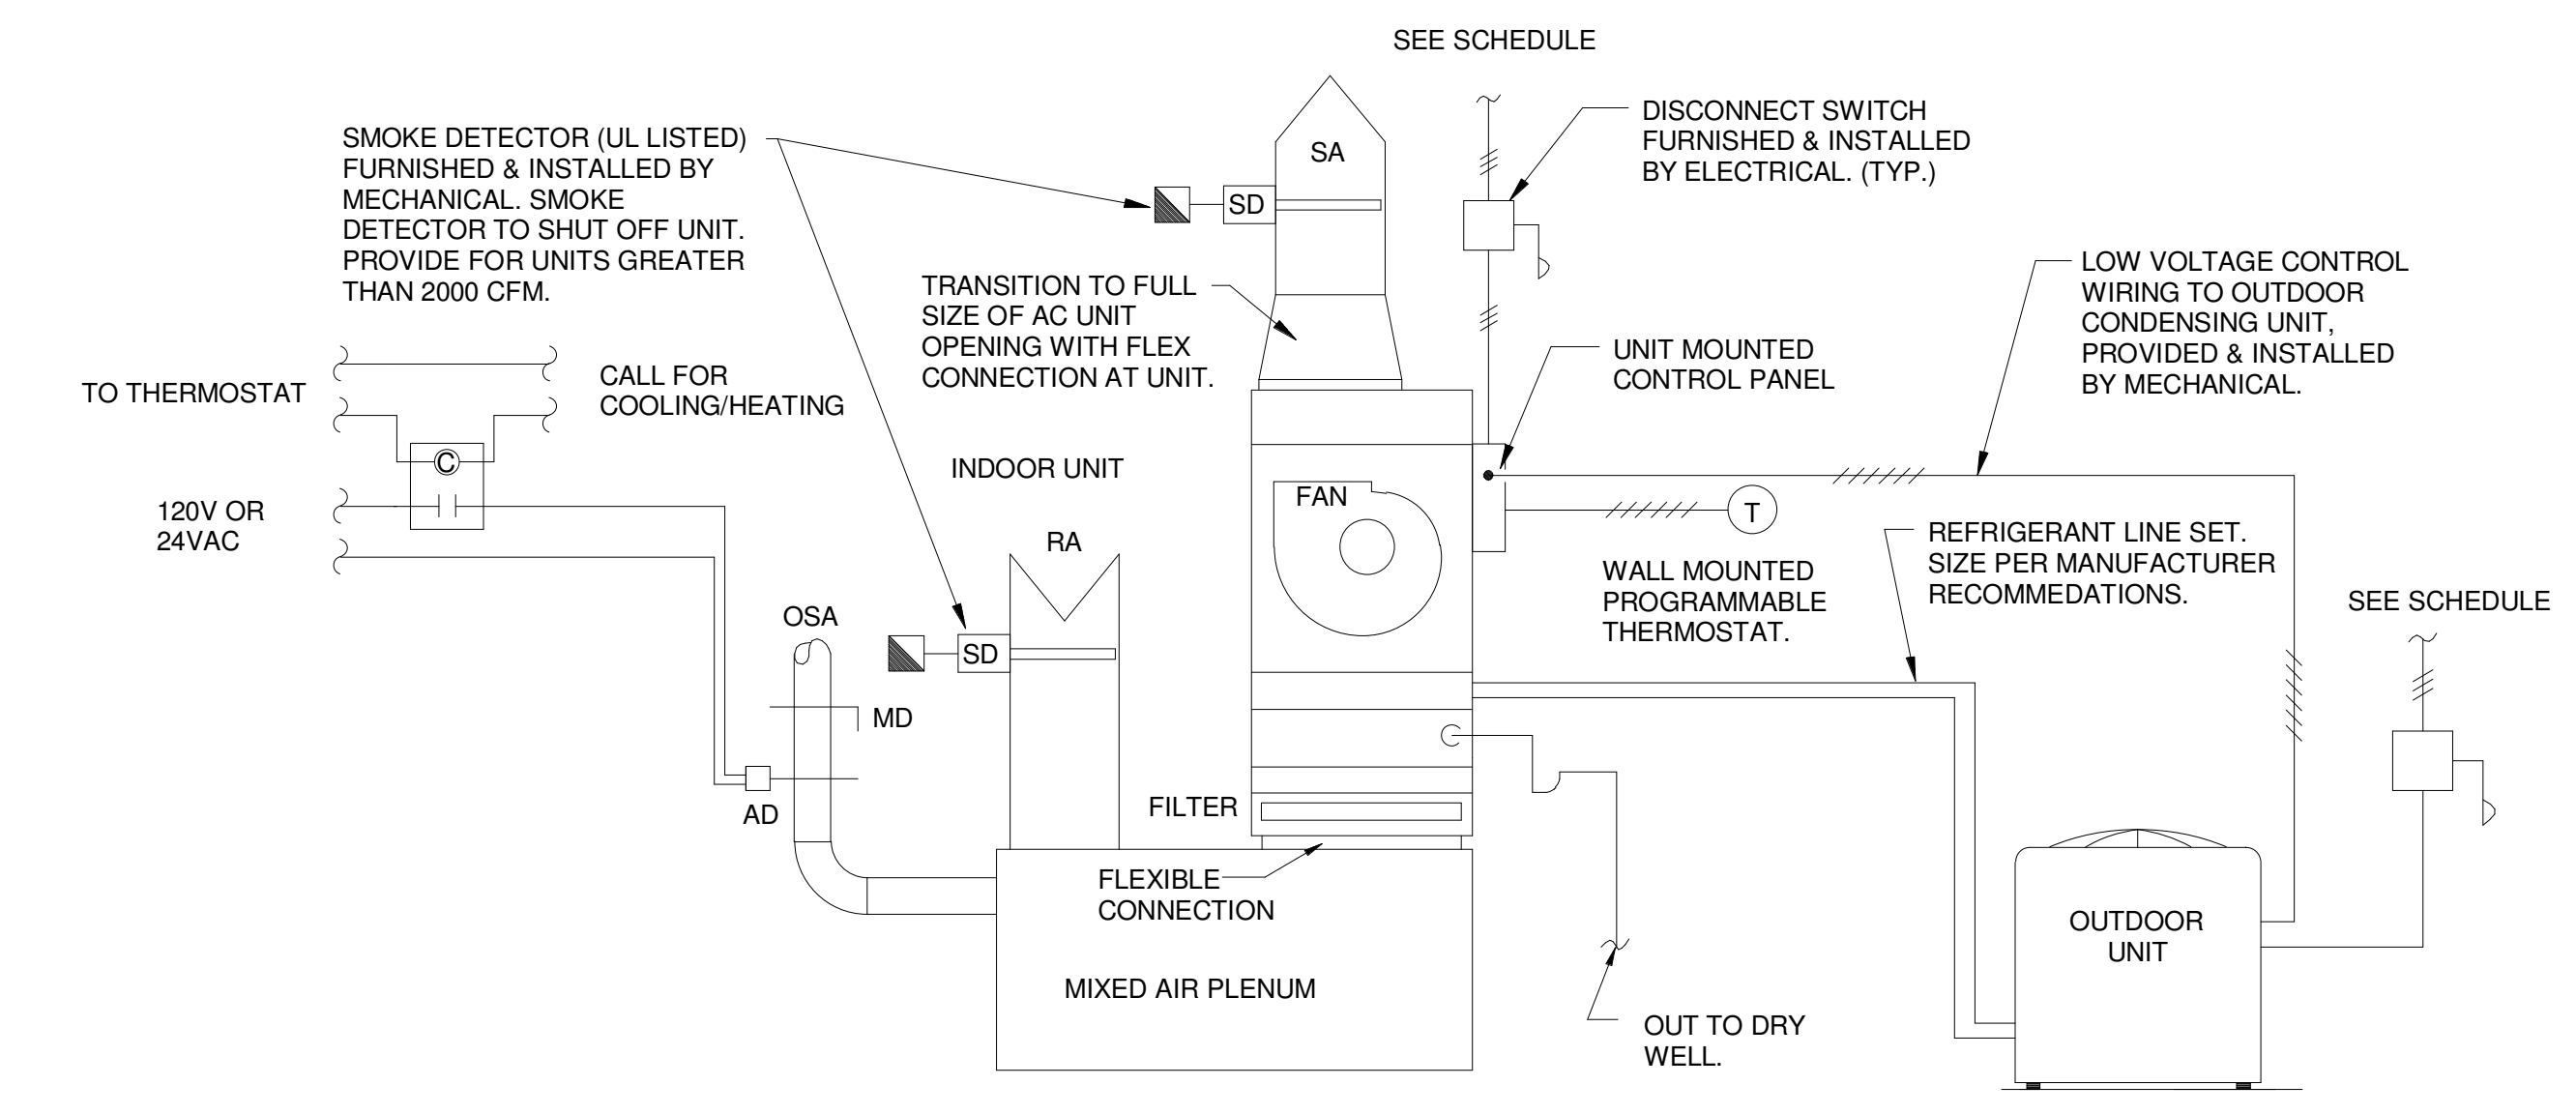 SEE SCHEDULE
SMOKE DETECTOR (UL LISTED)
FURNISHED & INSTALLED BY
MECHANICAL. SMOKE
DETECTOR TO SHUT OFF UNIT.
PROVIDE FOR UNITS GREATER
THAN 2000 CFM.
SA
SD
DISCONNECT SWITCH
FURNISHED & INSTALLED
BY ELECTRICAL. (TYP.)
TRANSITION TO FULL
SIZE OF AC UNIT
OPENING WITH FLEX
CONNECTION AT UNIT.
LOW VOLTAGE CONTROL
WIRING TO OUTDOOR
CONDENSING UNIT,
PROVIDED & INSTALLED
BY MECHANICAL.
UNIT MOUNTED
CONTROL PANEL
TO THERMOSTAT
CALL FOR
COOLING/HEATING
C
120V OR
24VAC
INDOOR UNIT
FAN
T
RA
WALL MOUNTED
PROGRAMMABLE
THERMOSTAT.
REFRIGERANT LINE SET.
SIZE PER MANUFACTURER
RECOMMEDATIONS.
SEE SCHEDULE
OSA
SD
MD
AD
FILTER
FLEXIBLE
CONNECTION
MIXED AIR PLENUM
OUT TO DRY
WELL.
OUTDOOR
UNIT